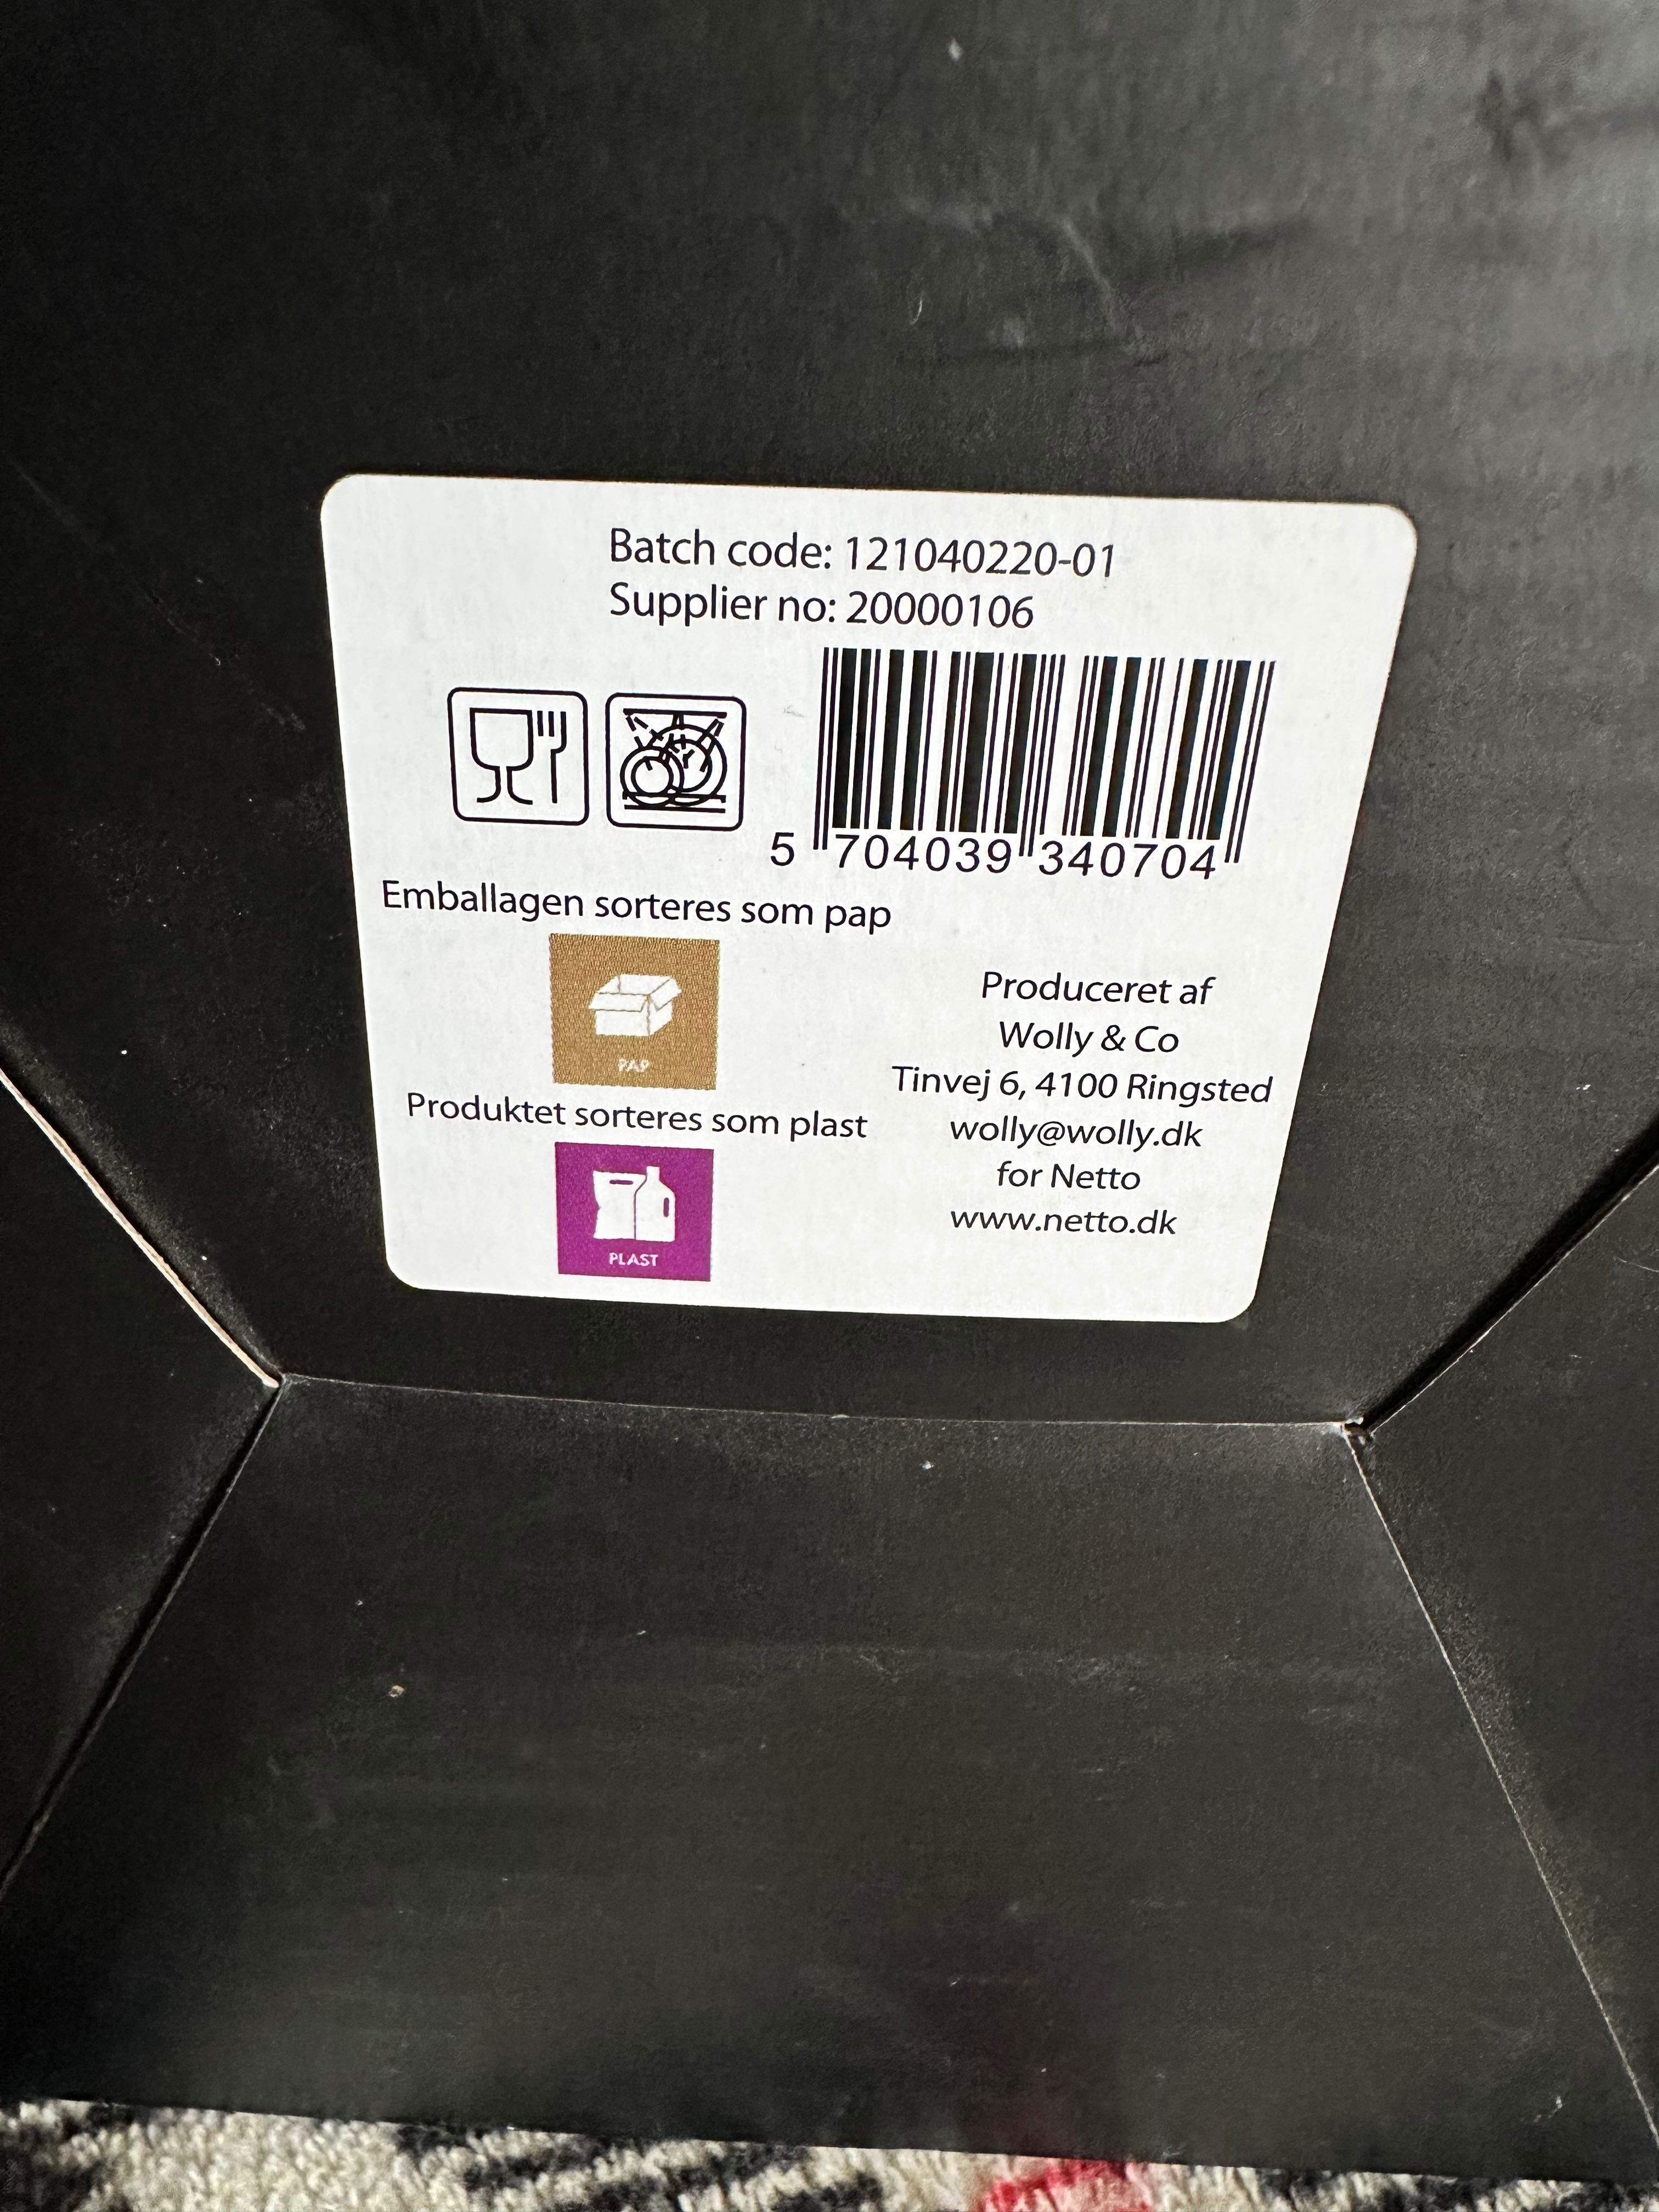 Batch code: 121040220-01
Supplier no: 20000106
5 704039 340704
Emballagen sorteres som pap
PAP
Produktet sorteres som plast
PLAST
Produceret af
Wolly & Co
Tinvej 6, 4100 Ringsted
wolly@wolly.dk
for Netto
www.netto.dk